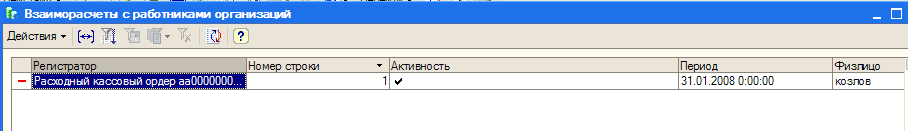 Взаиморасчеты с работниками организаций
Действия
Регистратор Номер строки Активность Период Физлицо
Расходный кассовый ордер аа0000000... 1 31.01.2008 0:00:00 козлов